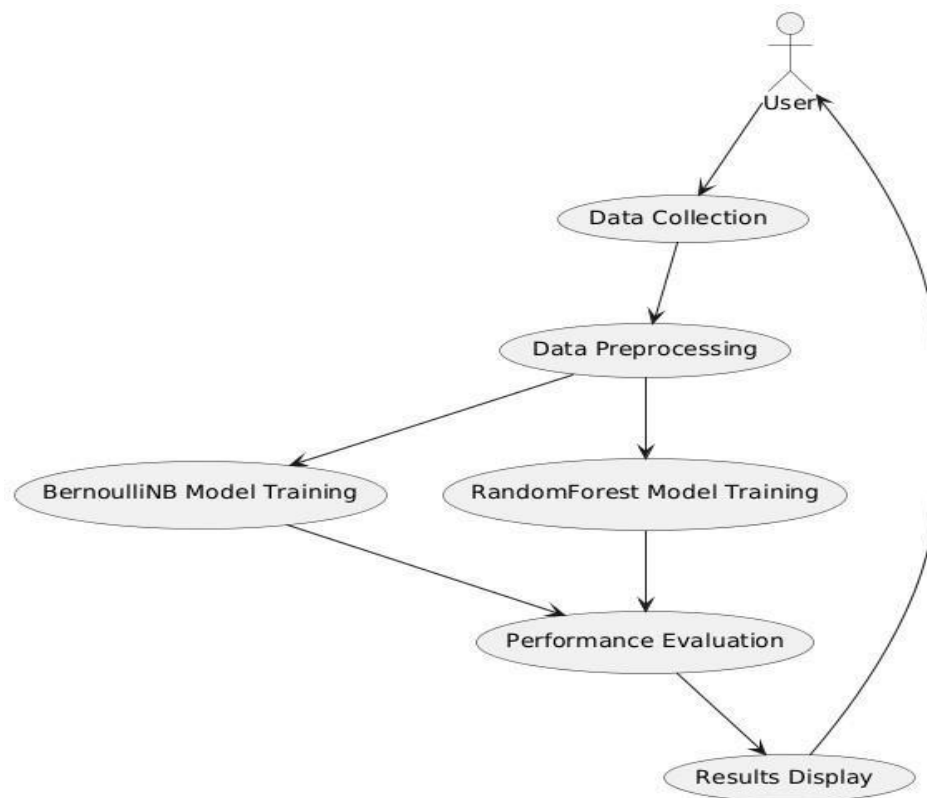 User
Data Collection
Data Preprocessing
BernoulliNB Model Training
RandomForest Model Training
Performance Evaluation
Results Display